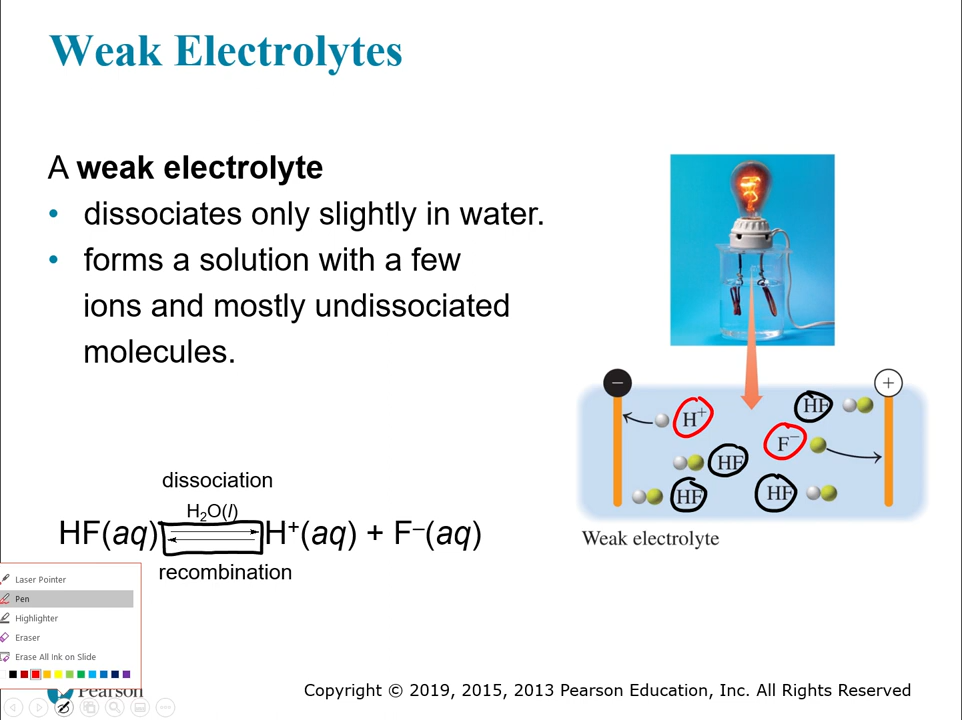 Weak Electrolytes
A weak electrolyte
• dissociates only slightly in water.
• forms a solution with a few
ions and mostly undissociated
molecules.
−
+
H⁺
HF
F⁻
HF
HF
HF
Weak electrolyte
dissociation
H₂O(l)
HF(aq) ⇌ H⁺(aq) + F⁻(aq)
recombination
Laser Pointer
Pen
Highlighter
Eraser
Erase All Ink on Slide
Pearson
Copyright © 2019, 2015, 2013 Pearson Education, Inc. All Rights Reserved